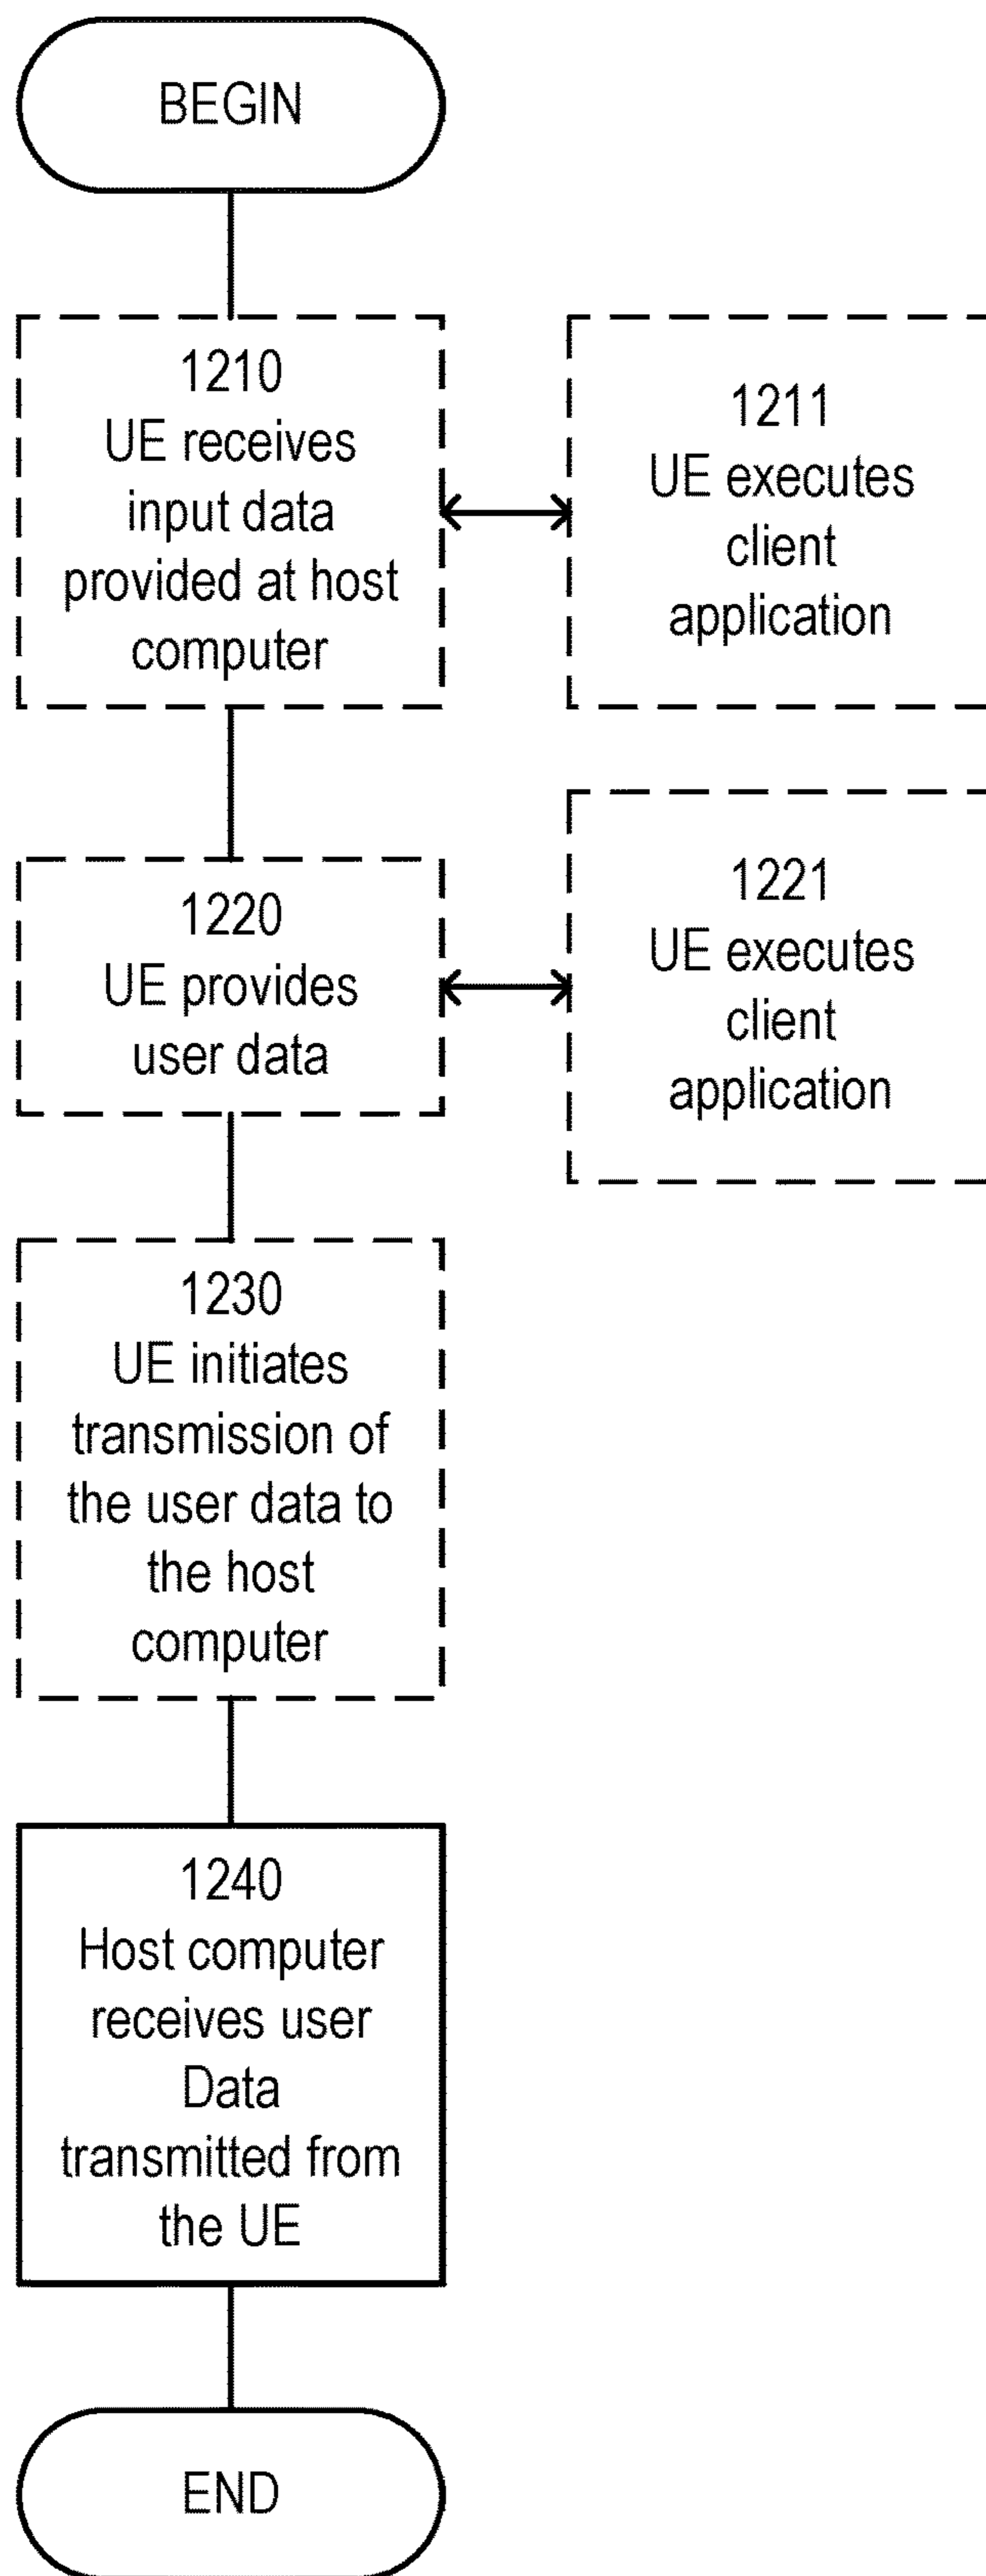 BEGIN
1210
UE receives
input data
provided at host
computer
1211
UE executes
client
application
1220
UE provides
user data
1221
UE executes
client
application
1230
UE initiates
transmission of
the user data to
the host
computer
1240
Host computer
receives user
Data
transmitted from
the UE
END